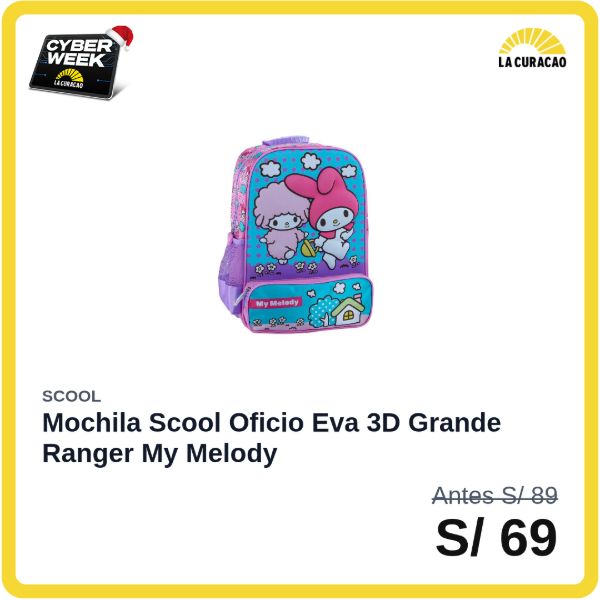 CYBER
WEEK
LA CURACAO
LA CURACAO
My Melody
SCOOL
Mochila Scool Oficio Eva 3D Grande
Ranger My Melody
Antes S/ 89
S/ 69